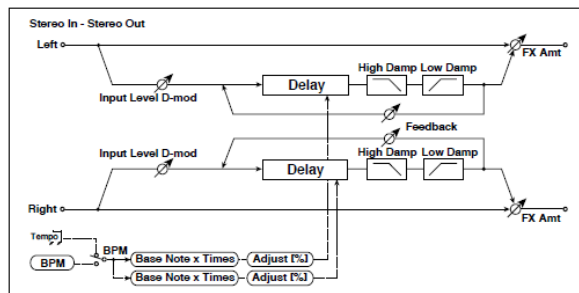 Stereo In - Stereo Out
Left
FX Amt
High Damp Low Damp
Delay
Input Level D-mod
Feedback
Input Level D-mod
High Damp Low Damp
Delay
Right
FX Amt
Tempo
BPM
BPM
Base Note x Times
Adjust [%]
Base Note x Times
Adjust [%]